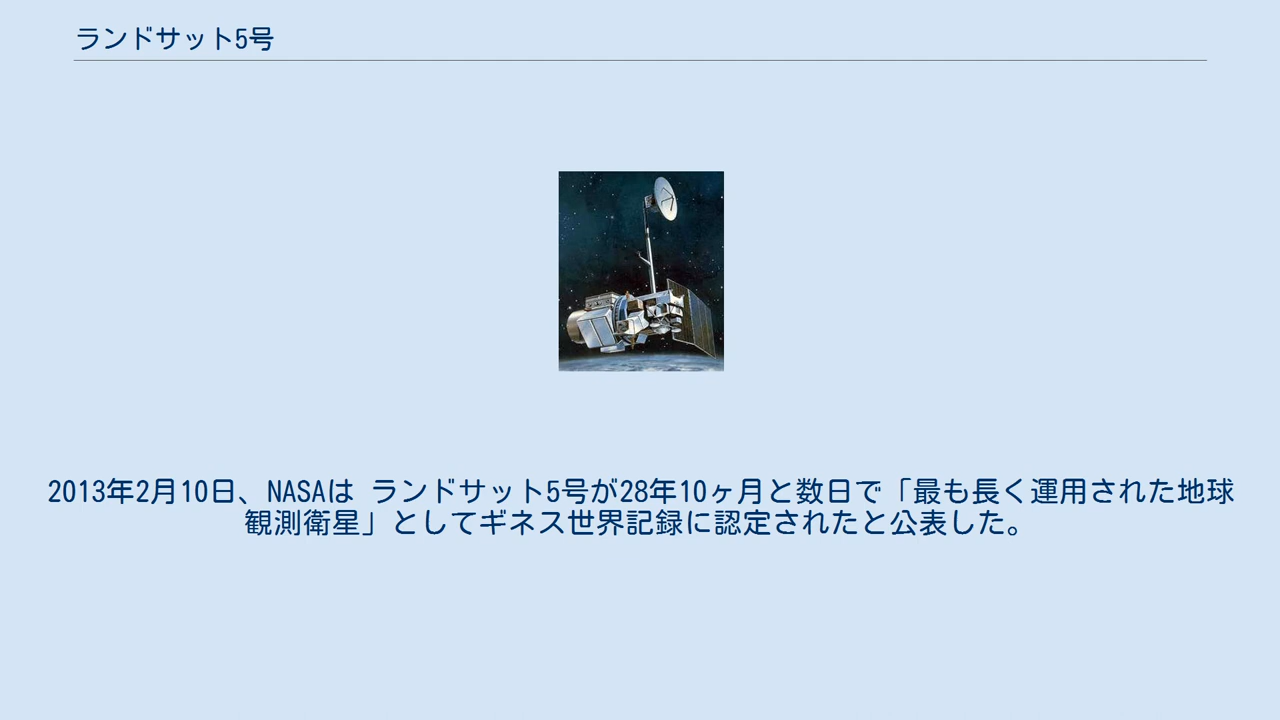 ランドサット5号
2013年2月10日、NASAは ランドサット5号が28年10ヶ月と数日で「最も長く運用された地球
観測衛星」としてギネス世界記録に認定されたと公表した。